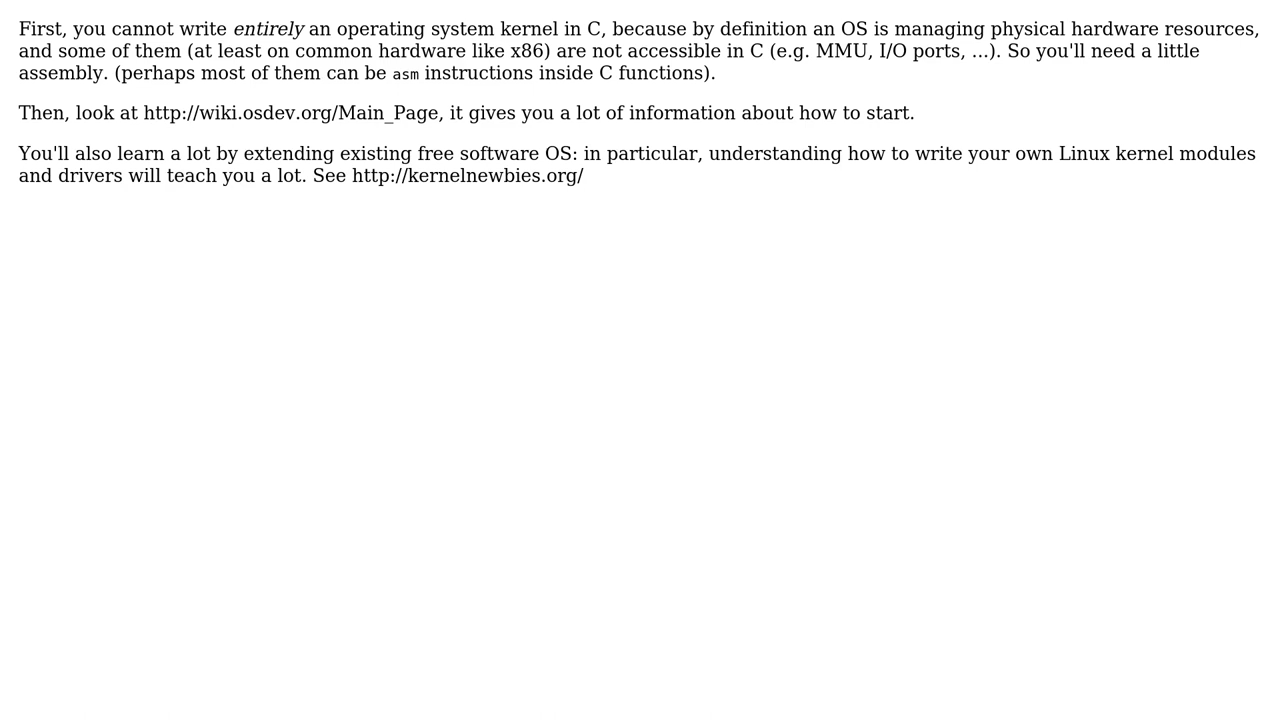 First, you cannot write entirely an operating system kernel in C, because by definition an OS is managing physical hardware resources,
and some of them (at least on common hardware like x86) are not accessible in C (e.g. MMU, I/O ports, ...). So you'll need a little
assembly. (perhaps most of them can be asm instructions inside C functions).
Then, look at http://wiki.osdev.org/Main_Page, it gives you a lot of information about how to start.
You'll also learn a lot by extending existing free software OS: in particular, understanding how to write your own Linux kernel modules
and drivers will teach you a lot. See http://kernelnewbies.org/